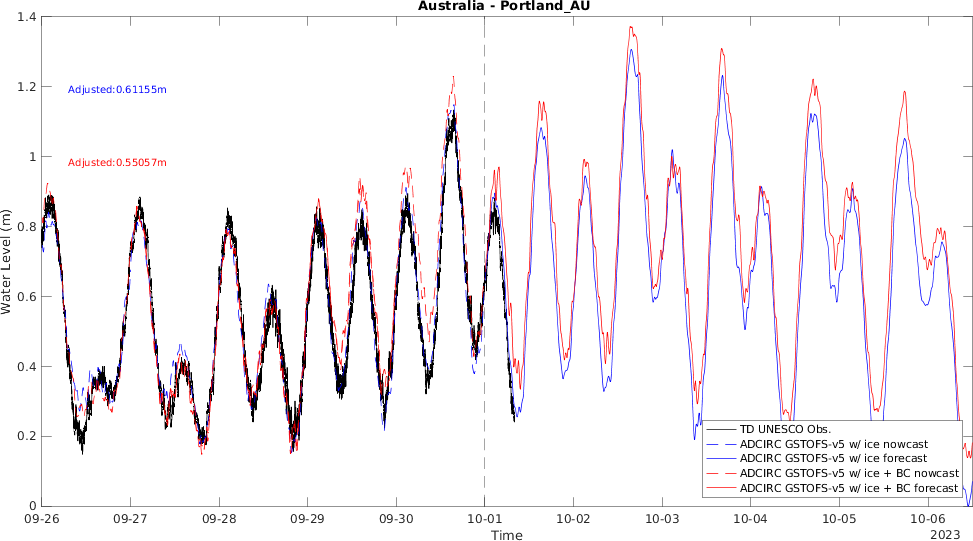 Australia - Portland_AU
1.4
1.2
1
0.8
0.6
0.4
0.2
0
Water Level (m)
Adjusted:0.61155m
Adjusted:0.55057m
TD UNESCO Obs.
ADCIRC GSTOFS-v5 w/ ice nowcast
ADCIRC GSTOFS-v5 w/ ice forecast
ADCIRC GSTOFS-v5 w/ ice + BC nowcast
ADCIRC GSTOFS-v5 w/ ice + BC forecast
09-26 09-27 09-28 09-29 09-30 10-01 10-02 10-03 10-04 10-05 10-06
2023
Time